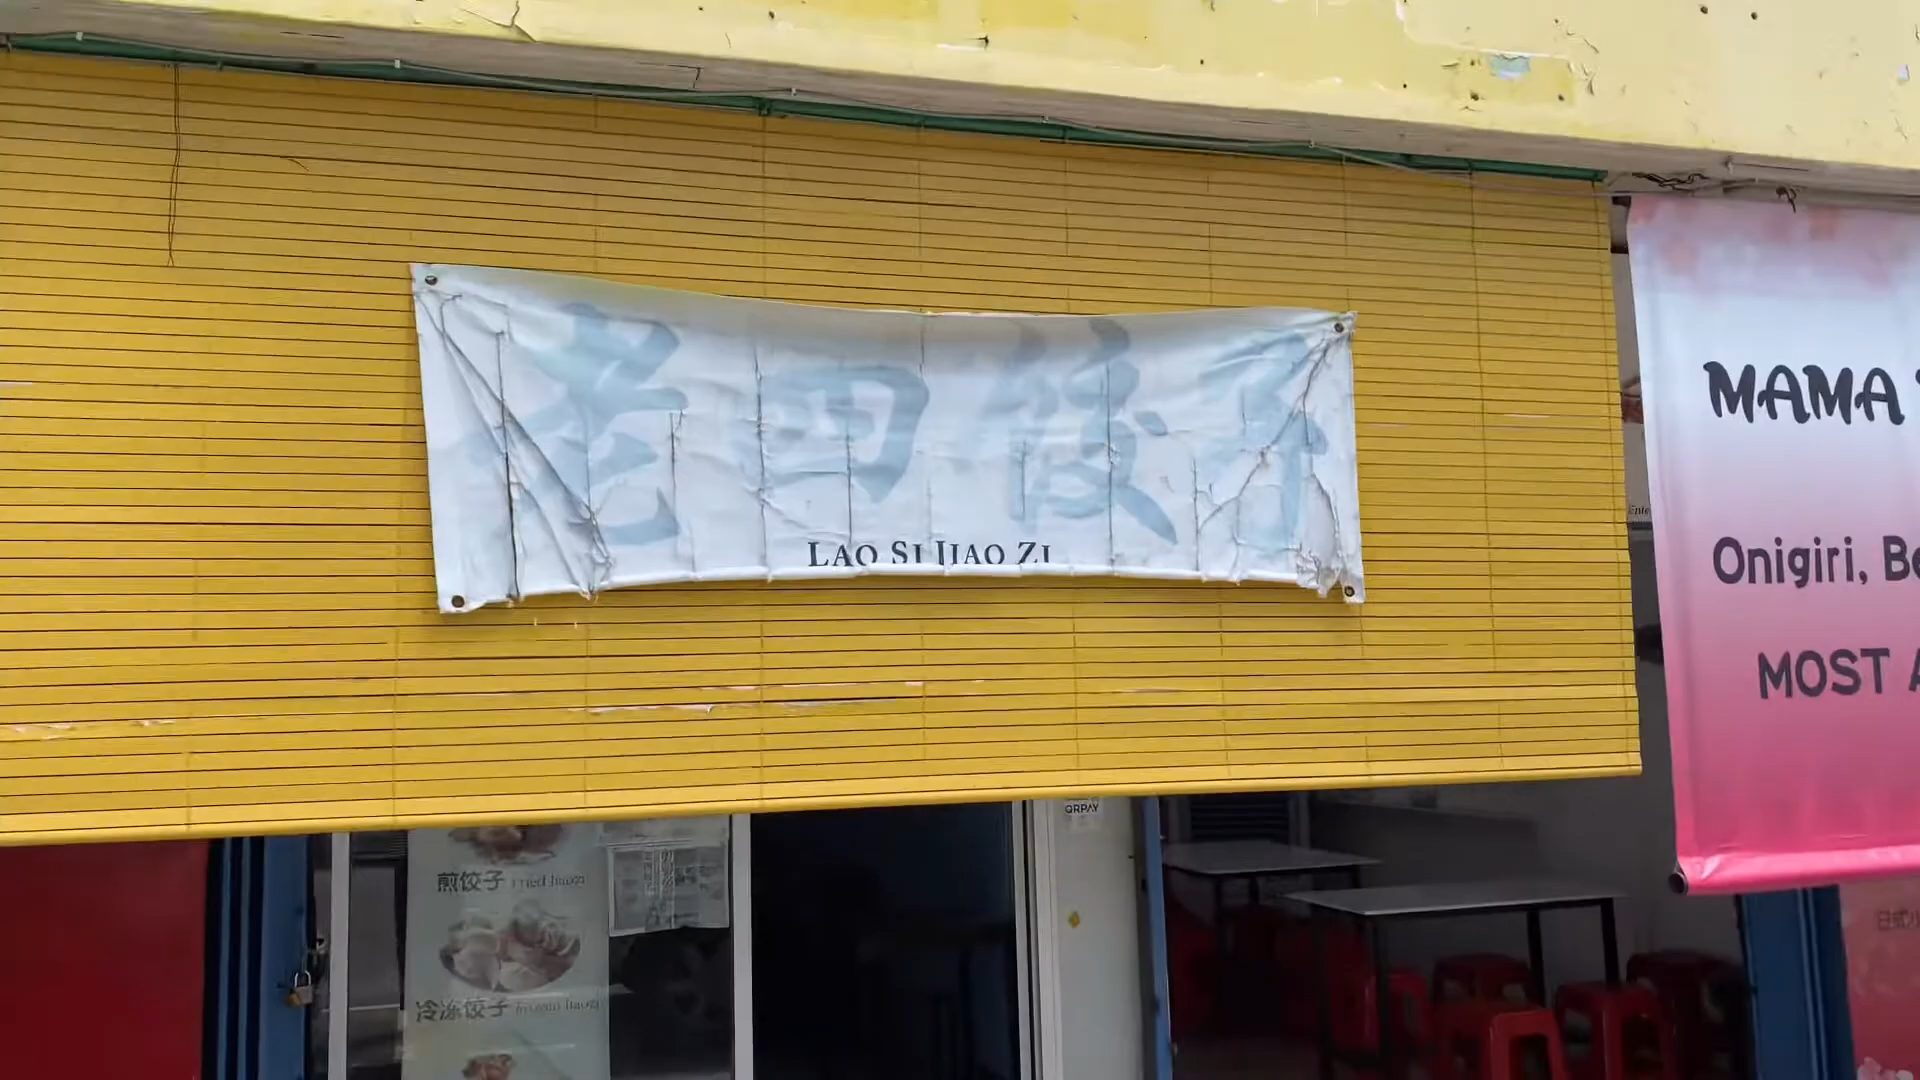 老四饺子
LAO SI JIAO ZI
MAMA
Onigiri,
MOST
QRPAY
煎饺子 Fried Jiaozi
冷冻饺子 Frozen Jiaozi